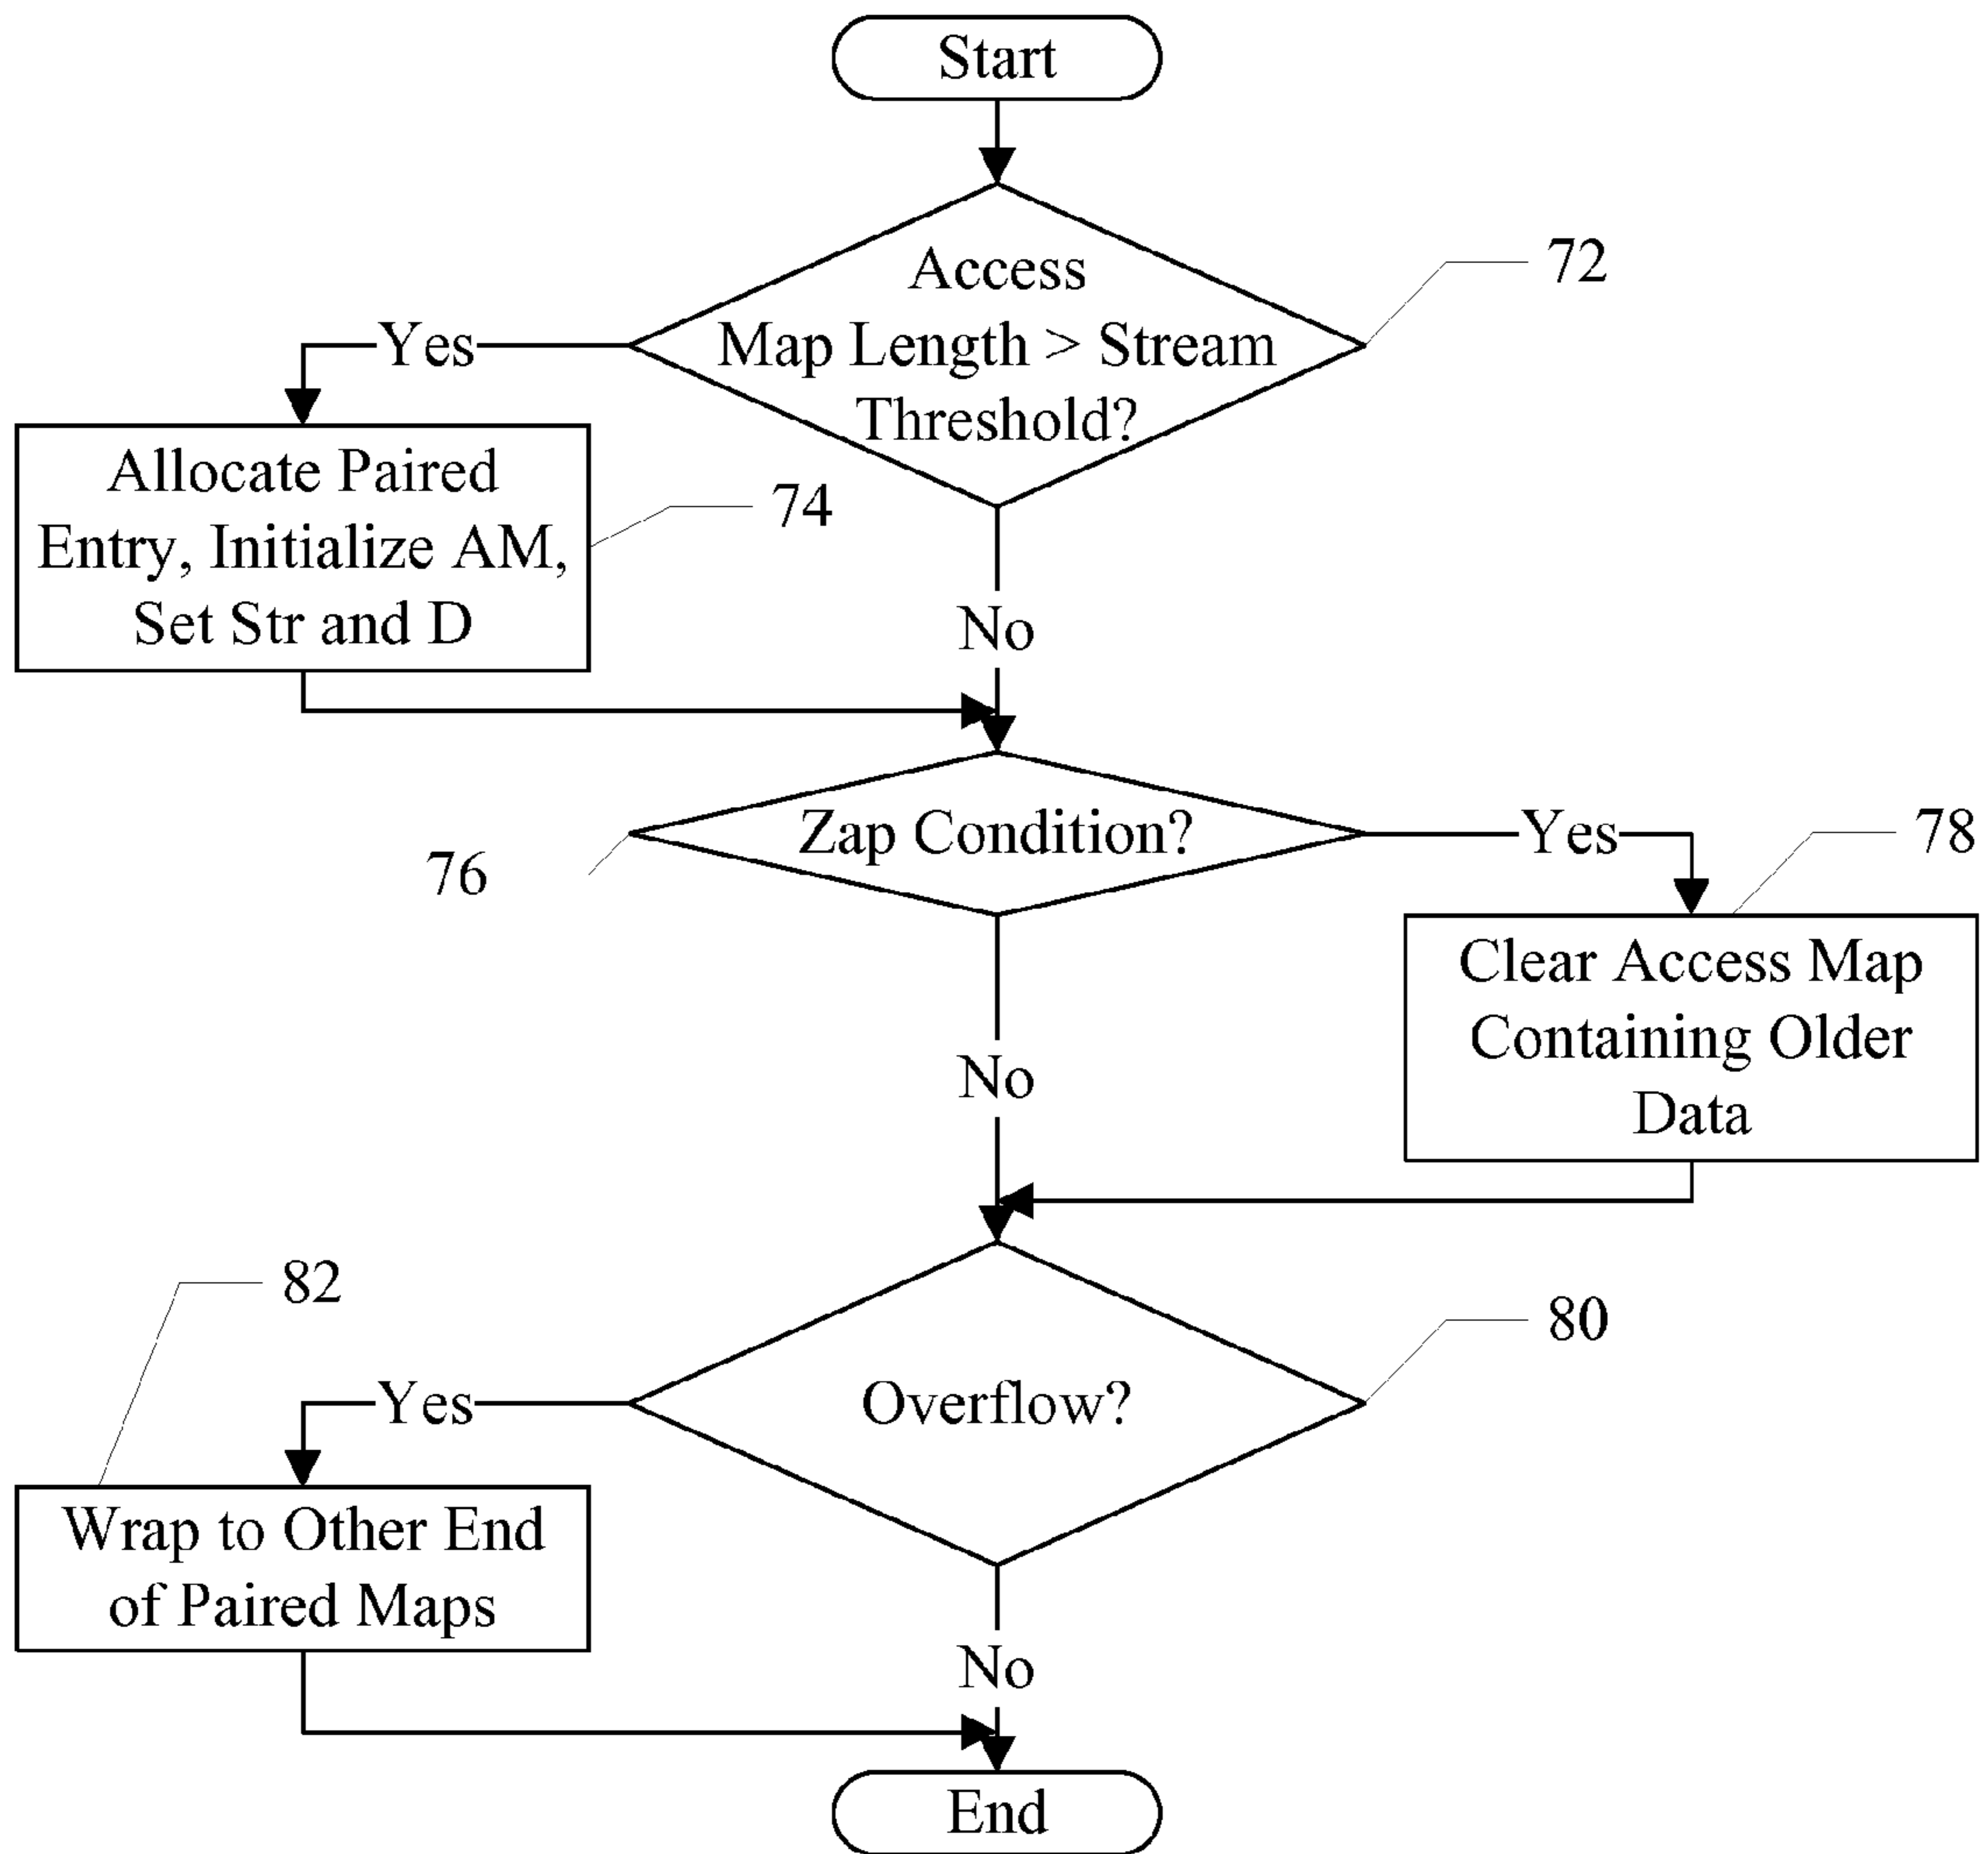 Start
Access
Map Length > Stream
Threshold?
72
Yes
Allocate Paired
Entry, Initialize AM,
Set Str and D
74
No
Zap Condition?
76
Yes
78
Clear Access Map
Containing Older
Data
No
Overflow?
80
82
Yes
Wrap to Other End
of Paired Maps
No
End